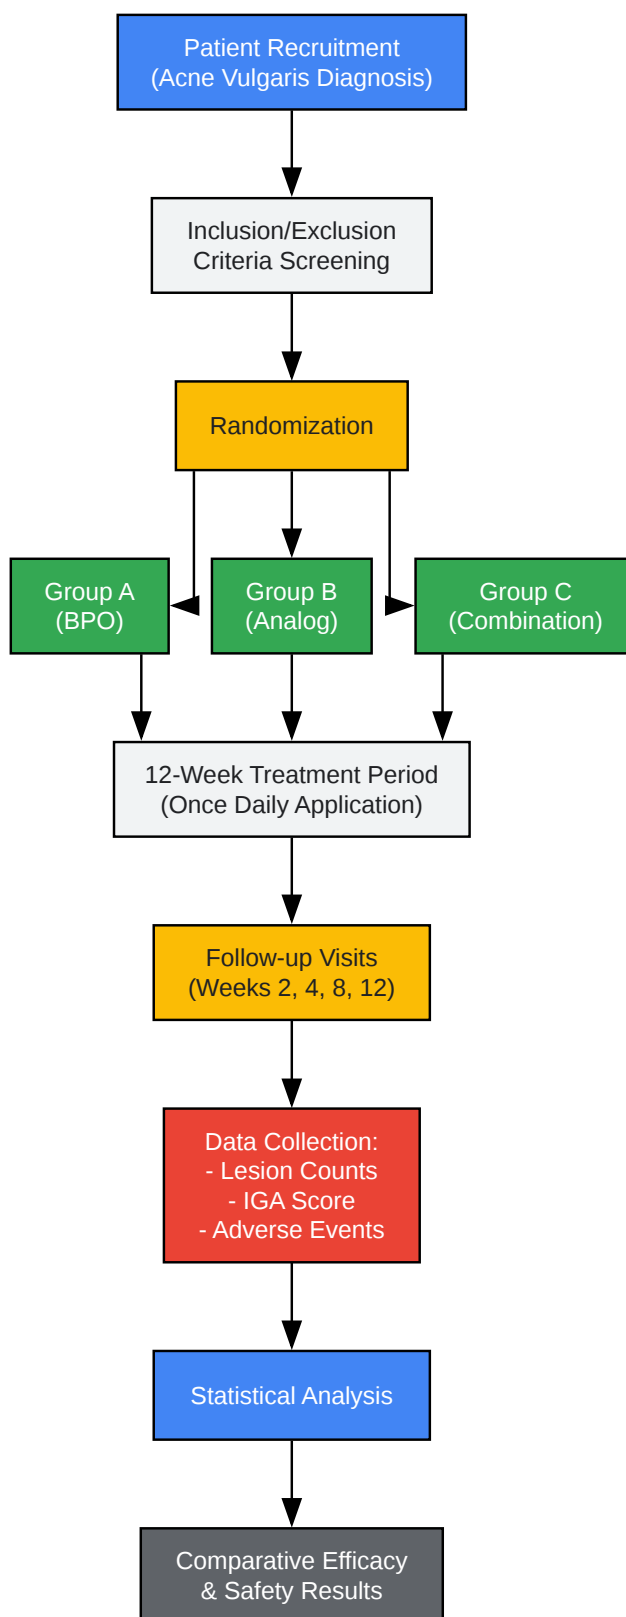 Patient Recruitment
(Acne Vulgaris Diagnosis)
Inclusion/Exclusion
Criteria Screening
Randomization
Group A
(BPO)
Group B
(Analog)
Group C
(Combination)
12-Week Treatment Period
(Once Daily Application)
Follow-up Visits
(Weeks 2, 4, 8, 12)
Data Collection:
- Lesion Counts
- IGA Score
- Adverse Events
Statistical Analysis
Comparative Efficacy
& Safety Results